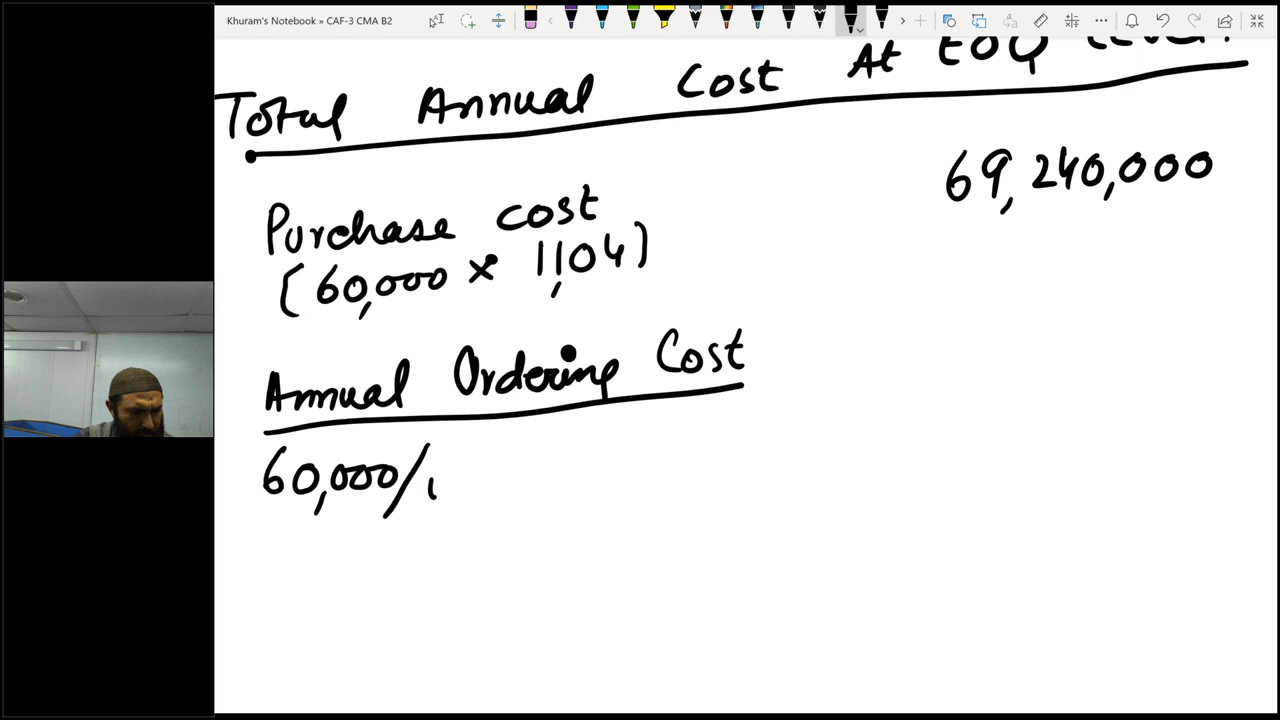 Khuram's Notebook » CAF-3 CMA B2
Total Annual Cost At EOQ Level:
69,240,000
Purchase cost
[60,000 × 1,104)
Annual Ordering Cost
60,000/